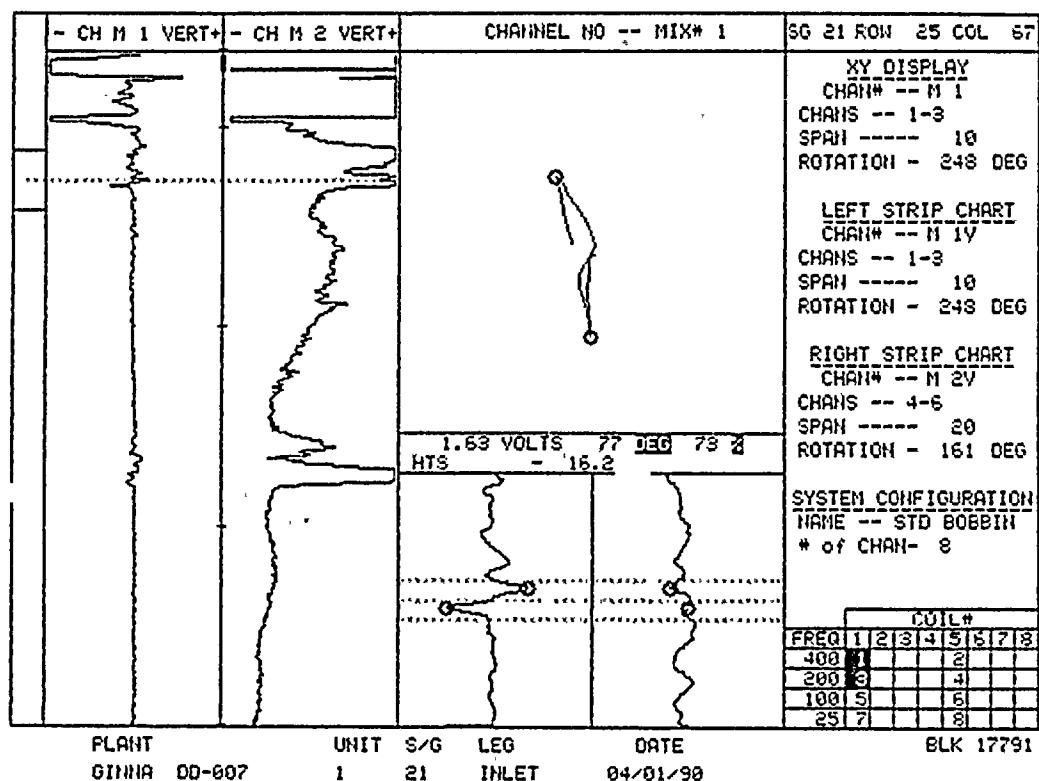 - CH M 1 VERT+ - CH M 2 VERT+ CHANNEL NO -- MIX# 1 SG 21 ROW 25 COL 67
XY DISPLAY
CHAN# -- M 1
CHANS -- 1-3
SPAN ----- 10
ROTATION - 248 DEG
LEFT STRIP CHART
CHAN# -- M 1V
CHANS -- 1-3
SPAN ----- 10
ROTATION - 248 DEG
RIGHT STRIP CHART
CHAN# -- M 2V
CHANS -- 4-6
SPAN ----- 20
ROTATION - 161 DEG
1.63 VOLTS 77 DEG 73 %
HTS - 16.2
SYSTEM CONFIGURATION
NAME -- STD BOBBIN
# of CHAN- 8
COIL#
FREQ 1 2 3 4 5 6 7 8
400 1 2
200 3 4
100 5 6
25 7 8
PLANT UNIT S/G LEG DATE BLK 17791
GINNA DD-007 1 21 INLET 04/01/90